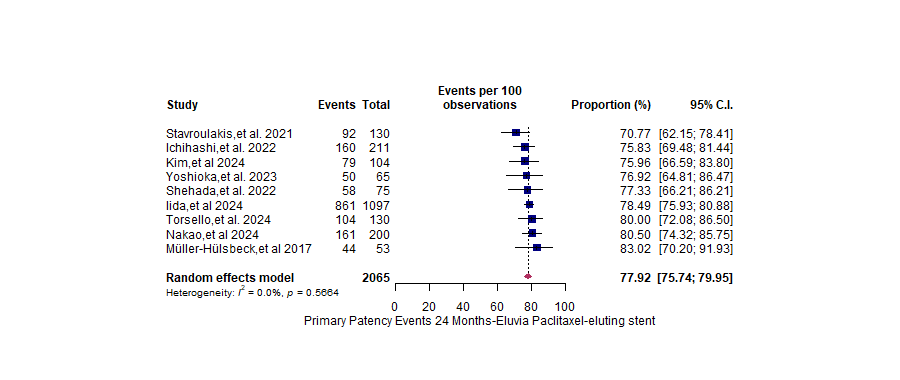 Events per 100
Study Events Total observations Proportion (%) 95% C.I.
Stavroulakis,et al. 2021 92 130 70.77 [62.15; 78.41]
Ichihashi,et al. 2022 160 211 75.83 [69.48; 81.44]
Kim,et al 2024 79 104 75.96 [66.59; 83.80]
Yoshioka,et al. 2023 50 65 76.92 [64.81; 86.47]
Shehada,et al. 2022 58 75 77.33 [66.21; 86.21]
Iida,et al 2024 861 1097 78.49 [75.93; 80.88]
Torsello,et al. 2024 104 130 80.00 [72.08; 86.50]
Nakao,et al 2024 161 200 80.50 [74.32; 85.75]
Müller-Hülsbeck,et al 2017 44 53 83.02 [70.20; 91.93]
Random effects model 2065 77.92 [75.74; 79.95]
Heterogeneity: I² = 0.0%, p = 0.5664
0 20 40 60 80 100
Primary Patency Events 24 Months-Eluvia Paclitaxel-eluting stent